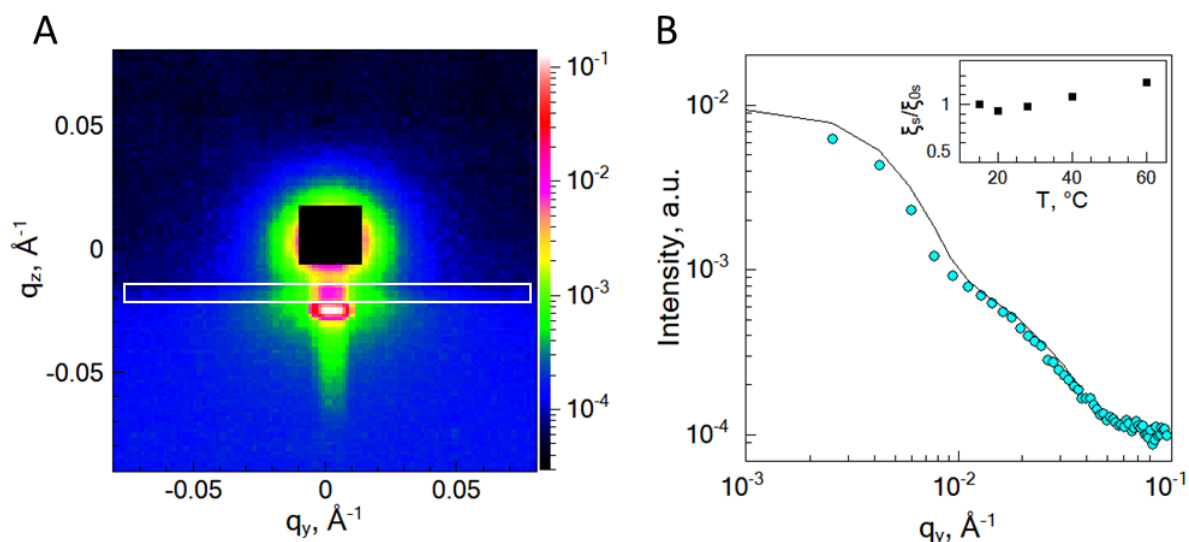 A
B
0.05
0
-0.05
q_z, Å⁻¹
-0.05 0 0.05
q_y, Å⁻¹
10⁻¹
10⁻²
10⁻³
10⁻⁴
10⁻²
10⁻³
10⁻⁴
Intensity, a.u.
10⁻³ 10⁻² 10⁻¹
q_y, Å⁻¹
1
0.5
ξ_s/ξ_0s
20 40 60
T, °C